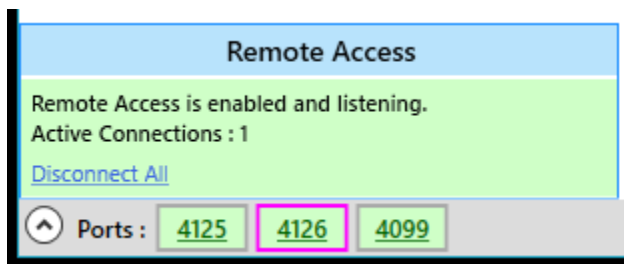 Remote Access
Remote Access is enabled and listening.
Active Connections : 1
Disconnect All
Ports : 4125 4126 4099